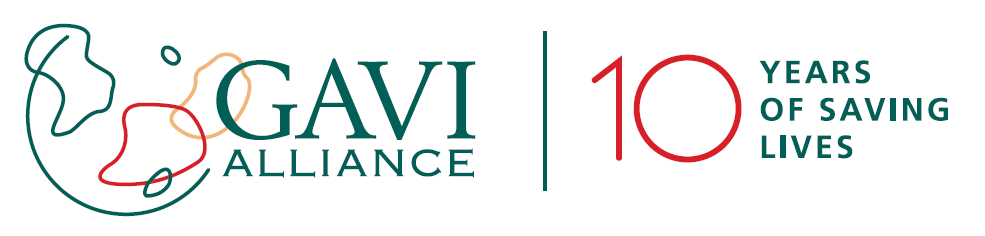 GAVI
ALLIANCE
10
YEARS
OF SAVING
LIVES